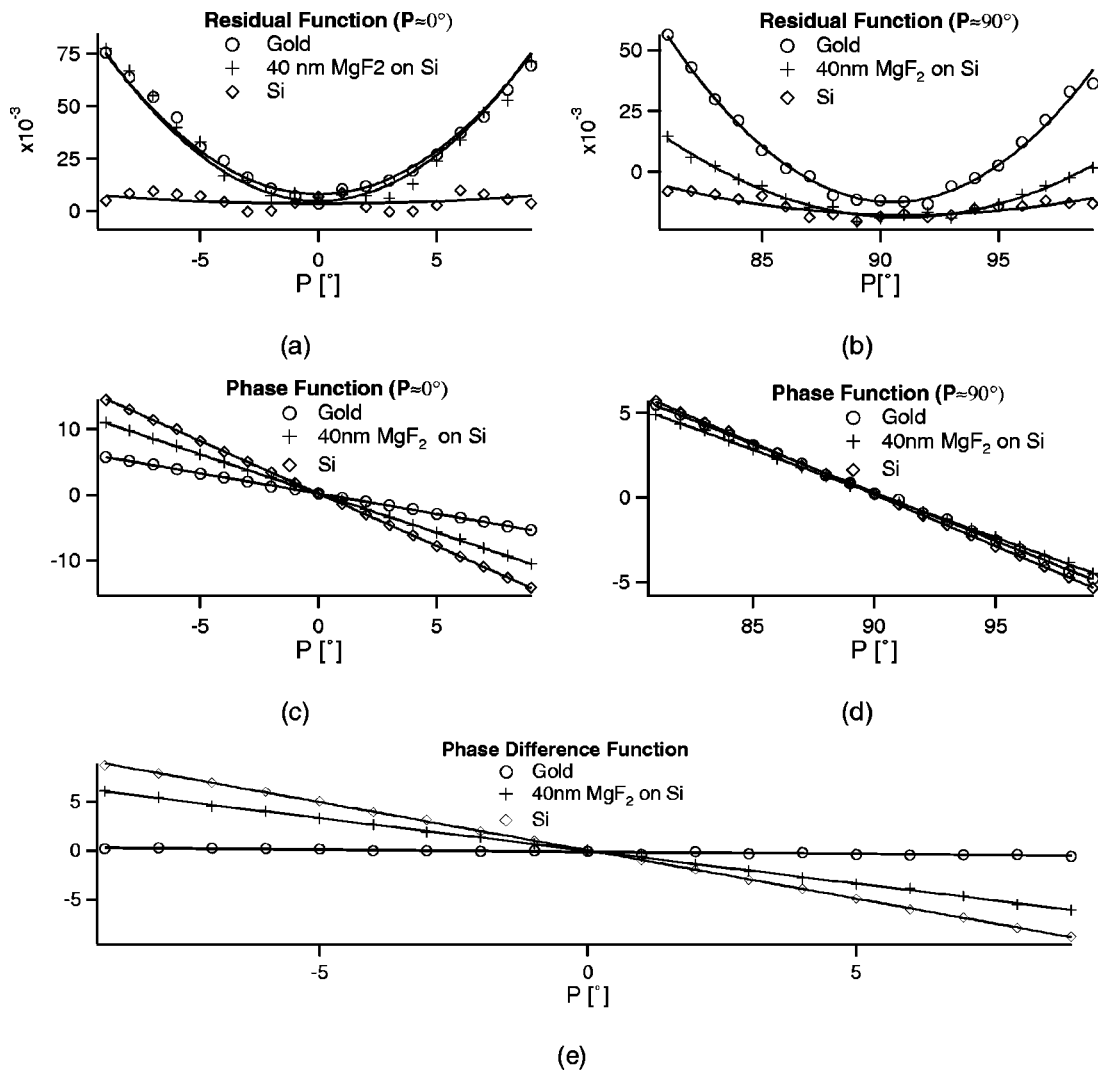 Residual Function (P≈0°)
Gold
40 nm MgF2 on Si
Si
x10⁻³
75
50
25
0
-5
0
5
P [°]
(a)
Residual Function (P≈90°)
Gold
40nm MgF₂ on Si
Si
x10⁻³
50
25
0
85
90
95
P[°]
(b)
Phase Function (P≈0°)
Gold
40nm MgF₂ on Si
Si
10
0
-10
-5
0
5
P [°]
(c)
Phase Function (P≈90°)
Gold
40nm MgF₂ on Si
Si
5
0
-5
85
90
95
P [°]
(d)
Phase Difference Function
Gold
40nm MgF₂ on Si
Si
5
0
-5
-5
0
5
P [°]
(e)